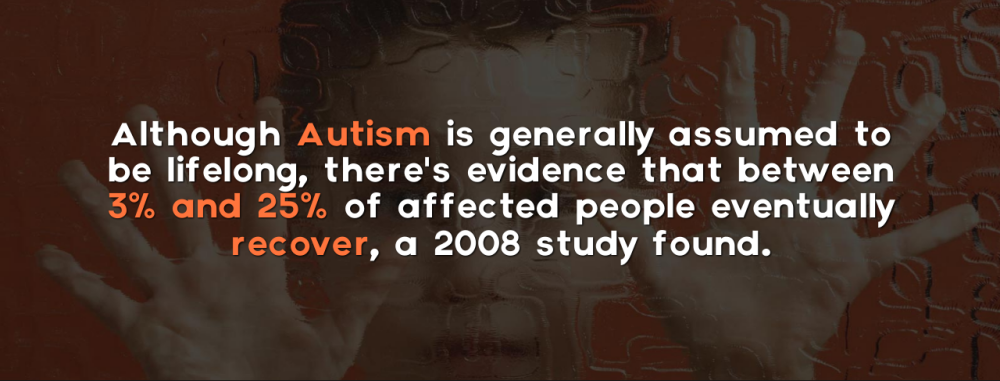 Although Autism is generally assumed to
be lifelong, there's evidence that between
3% and 25% of affected people eventually
recover, a 2008 study found.